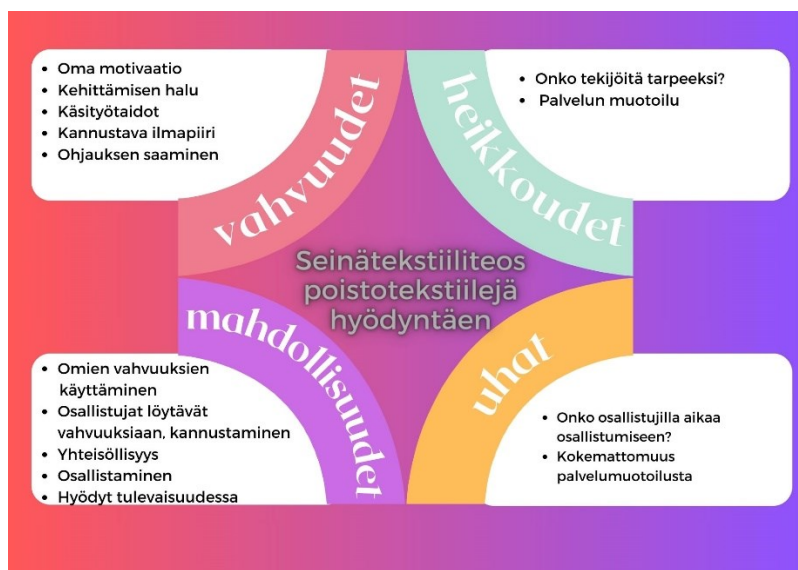 • Oma motivaatio
• Kehittämisen halu
• Käsityötaidot
• Kannustava ilmapiiri
• Ohjauksen saaminen
vahvuudet
heikkoudet
• Onko tekijöitä tarpeeksi?
• Palvelun muotoilu
Seinätekstiiliteos
poistotekstiilejä
hyödyntäen
mahdollisuudet
• Omien vahvuuksien
käyttäminen
• Osallistujat löytävät
vahvuuksiaan, kannustaminen
• Yhteisöllisyys
• Osallistaminen
• Hyödyt tulevaisuudessa
uhat
• Onko osallistujilla aikaa
osallistumiseen?
• Kokemattomuus
palvelumuotoilusta